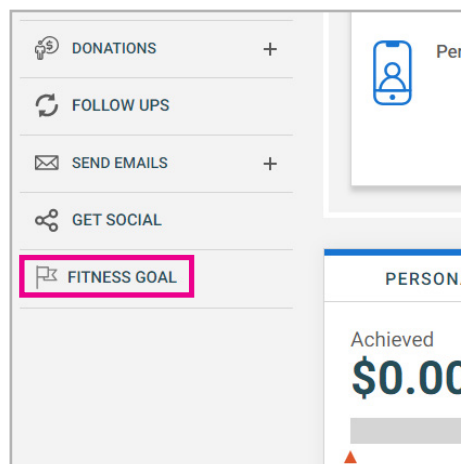 DONATIONS +
FOLLOW UPS
SEND EMAILS +
GET SOCIAL
FITNESS GOAL
Achieved
$0.00